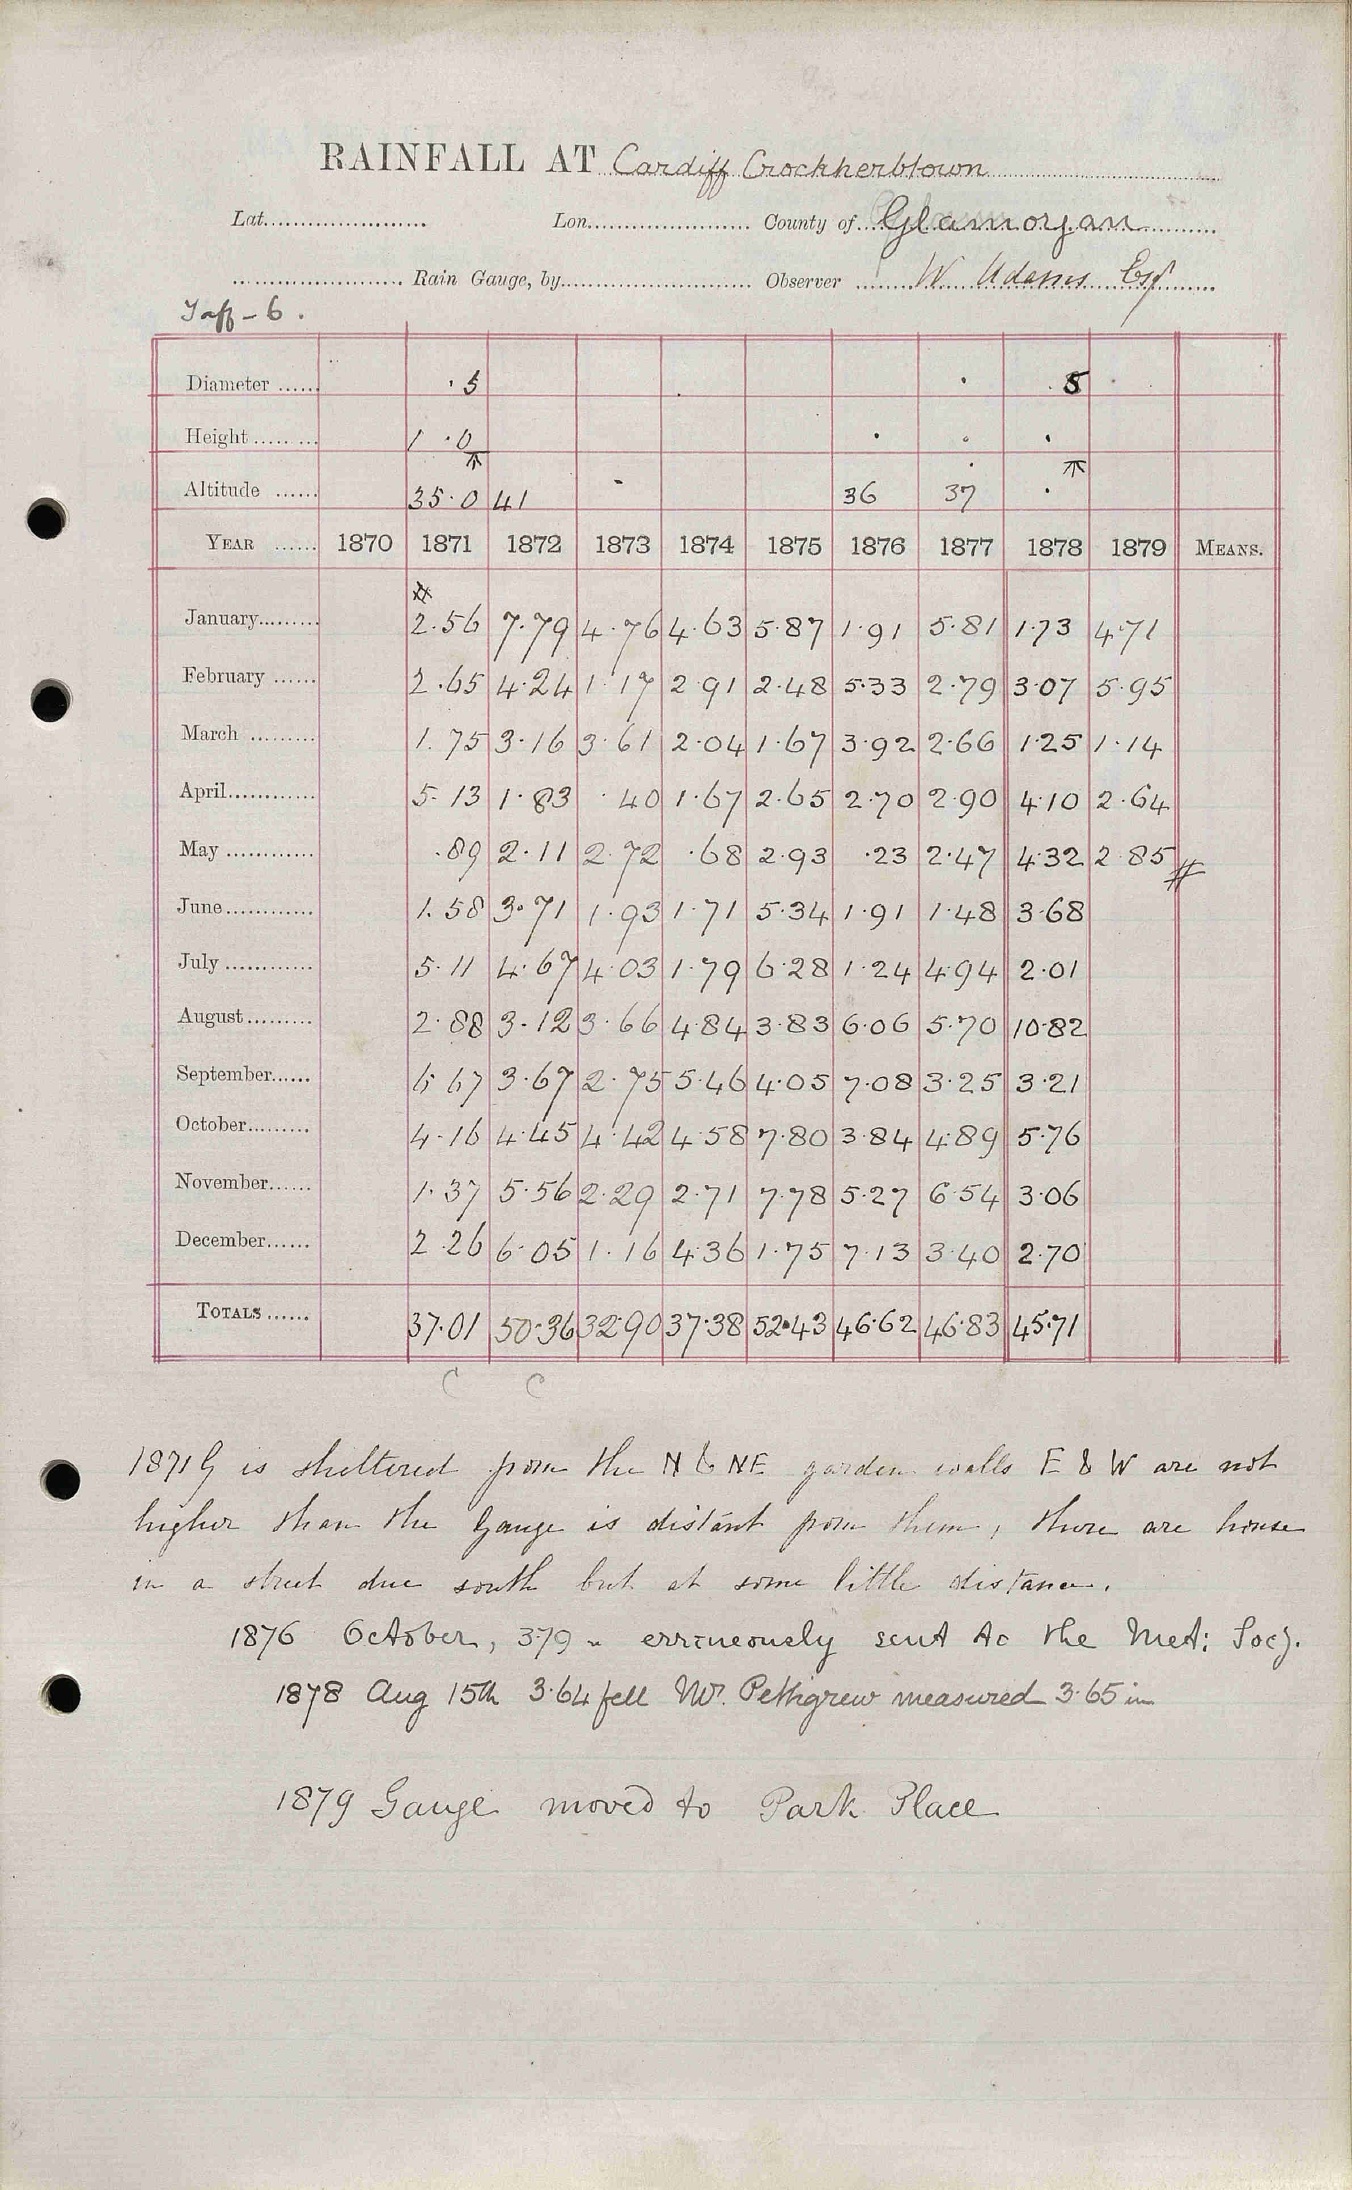 RAINFALL AT Cardiff Crockherbtown
Lat. Lon. County of Glamorgan
Rain Gauge, by Observer W Adams Esq
Taff - 6.
Diameter ...... .5 8
Height ...... 1.0
Altitude ...... 35.0 41 36 37
YEAR ...... 1870 1871 1872 1873 1874 1875 1876 1877 1878 1879 MEANS.
January 2.56 7.79 4.76 4.63 5.87 1.91 5.81 1.73 4.71
February 2.65 4.24 1.17 2.91 2.48 5.33 2.79 3.07 5.95
March 1.75 3.16 3.61 2.04 1.67 3.92 2.66 1.25 1.14
April 5.13 1.83 .40 1.67 2.65 2.70 2.90 4.10 2.64
May .89 2.11 2.72 .68 2.93 .23 2.47 4.32 2.85
June 1.58 3.71 1.93 1.71 5.34 1.91 1.48 3.68
July 5.11 4.67 4.03 1.79 6.28 1.24 4.94 2.01
August 2.88 3.12 3.66 4.84 3.83 6.06 5.70 10.82
September 6.67 3.67 2.75 5.46 4.05 7.08 3.25 3.21
October 4.16 4.45 4.42 4.58 7.80 3.84 4.89 5.76
November 1.37 5.56 2.29 2.71 7.78 5.27 6.54 3.06
December 2.26 6.05 1.16 4.36 1.75 7.13 3.40 2.70
TOTALS 37.01 50.36 32.90 37.38 52.43 46.62 46.83 45.71
C C
1871 G is sheltered from the N & NE garden walls E & W are not
higher than the Gauge is distant from them, there are house
in a street due south but at some little distance.
1876 October, 3.79 erroneously sent to the Met: Socy.
1878 Aug 15th 3.64 fell Mr. Pettigrew measured 3.65 in
1879 Gauge moved to Park Place